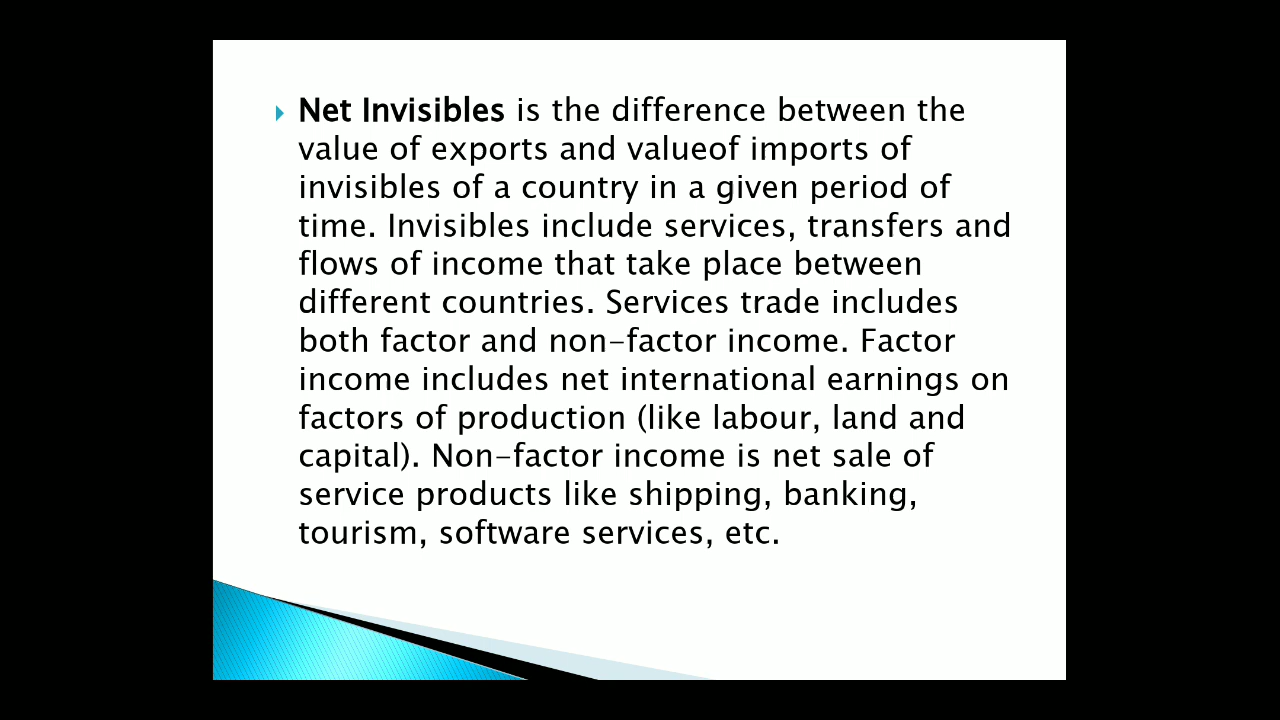 Net Invisibles is the difference between the
value of exports and valueof imports of
invisibles of a country in a given period of
time. Invisibles include services, transfers and
flows of income that take place between
different countries. Services trade includes
both factor and non-factor income. Factor
income includes net international earnings on
factors of production (like labour, land and
capital). Non-factor income is net sale of
service products like shipping, banking,
tourism, software services, etc.